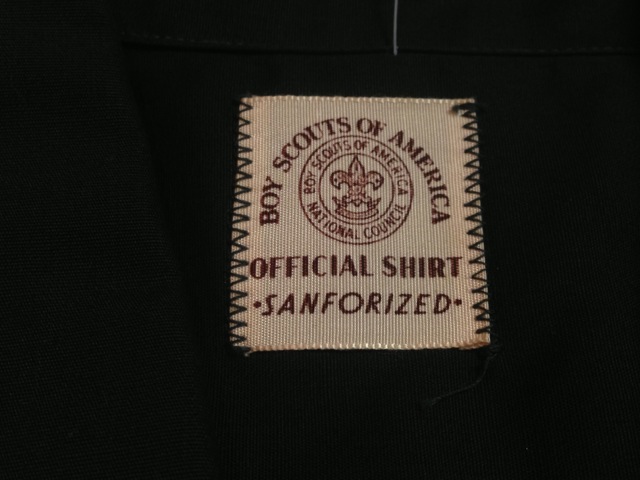 BOY SCOUTS OF AMERICA
BOY SCOUTS OF AMERICA
NATIONAL COUNCIL
OFFICIAL SHIRT
•SANFORIZED•